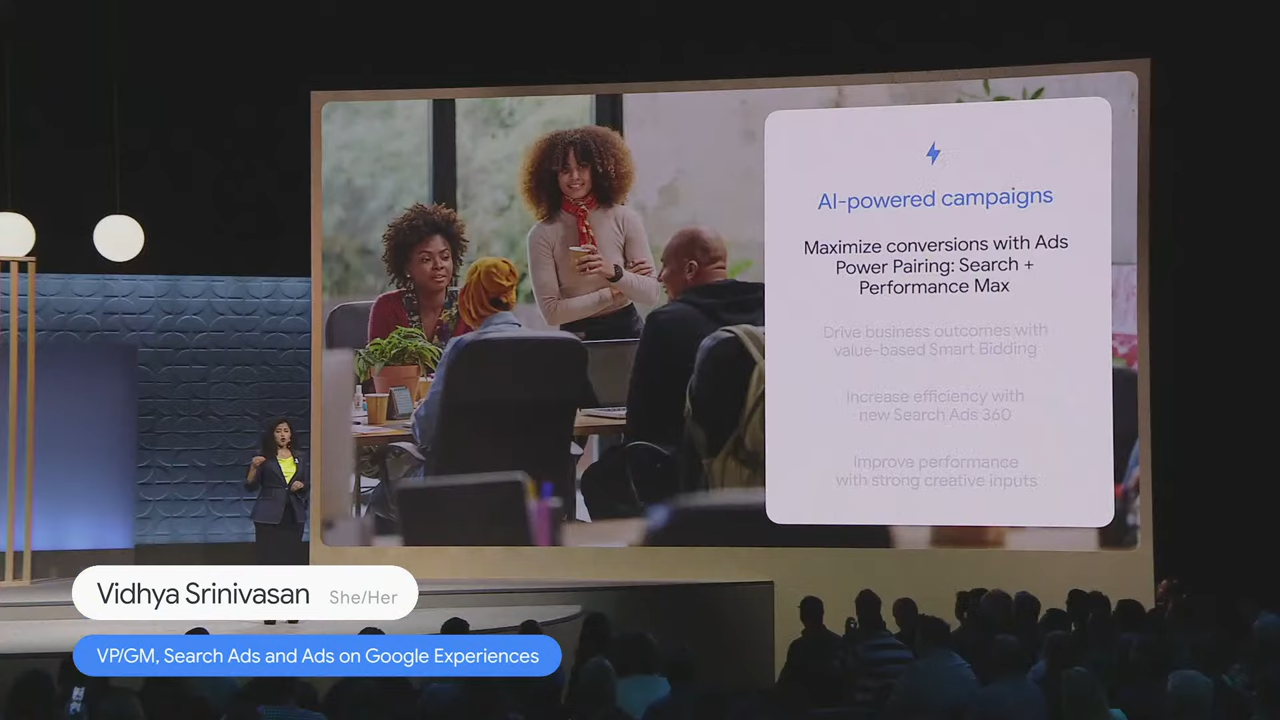 AI-powered campaigns
Maximize conversions with Ads
Power Pairing: Search +
Performance Max
Drive business outcomes with
value-based Smart Bidding
Increase efficiency with
new Search Ads 360
Improve performance
with strong creative inputs
Vidhya Srinivasan She/Her
VP/GM, Search Ads and Ads on Google Experiences